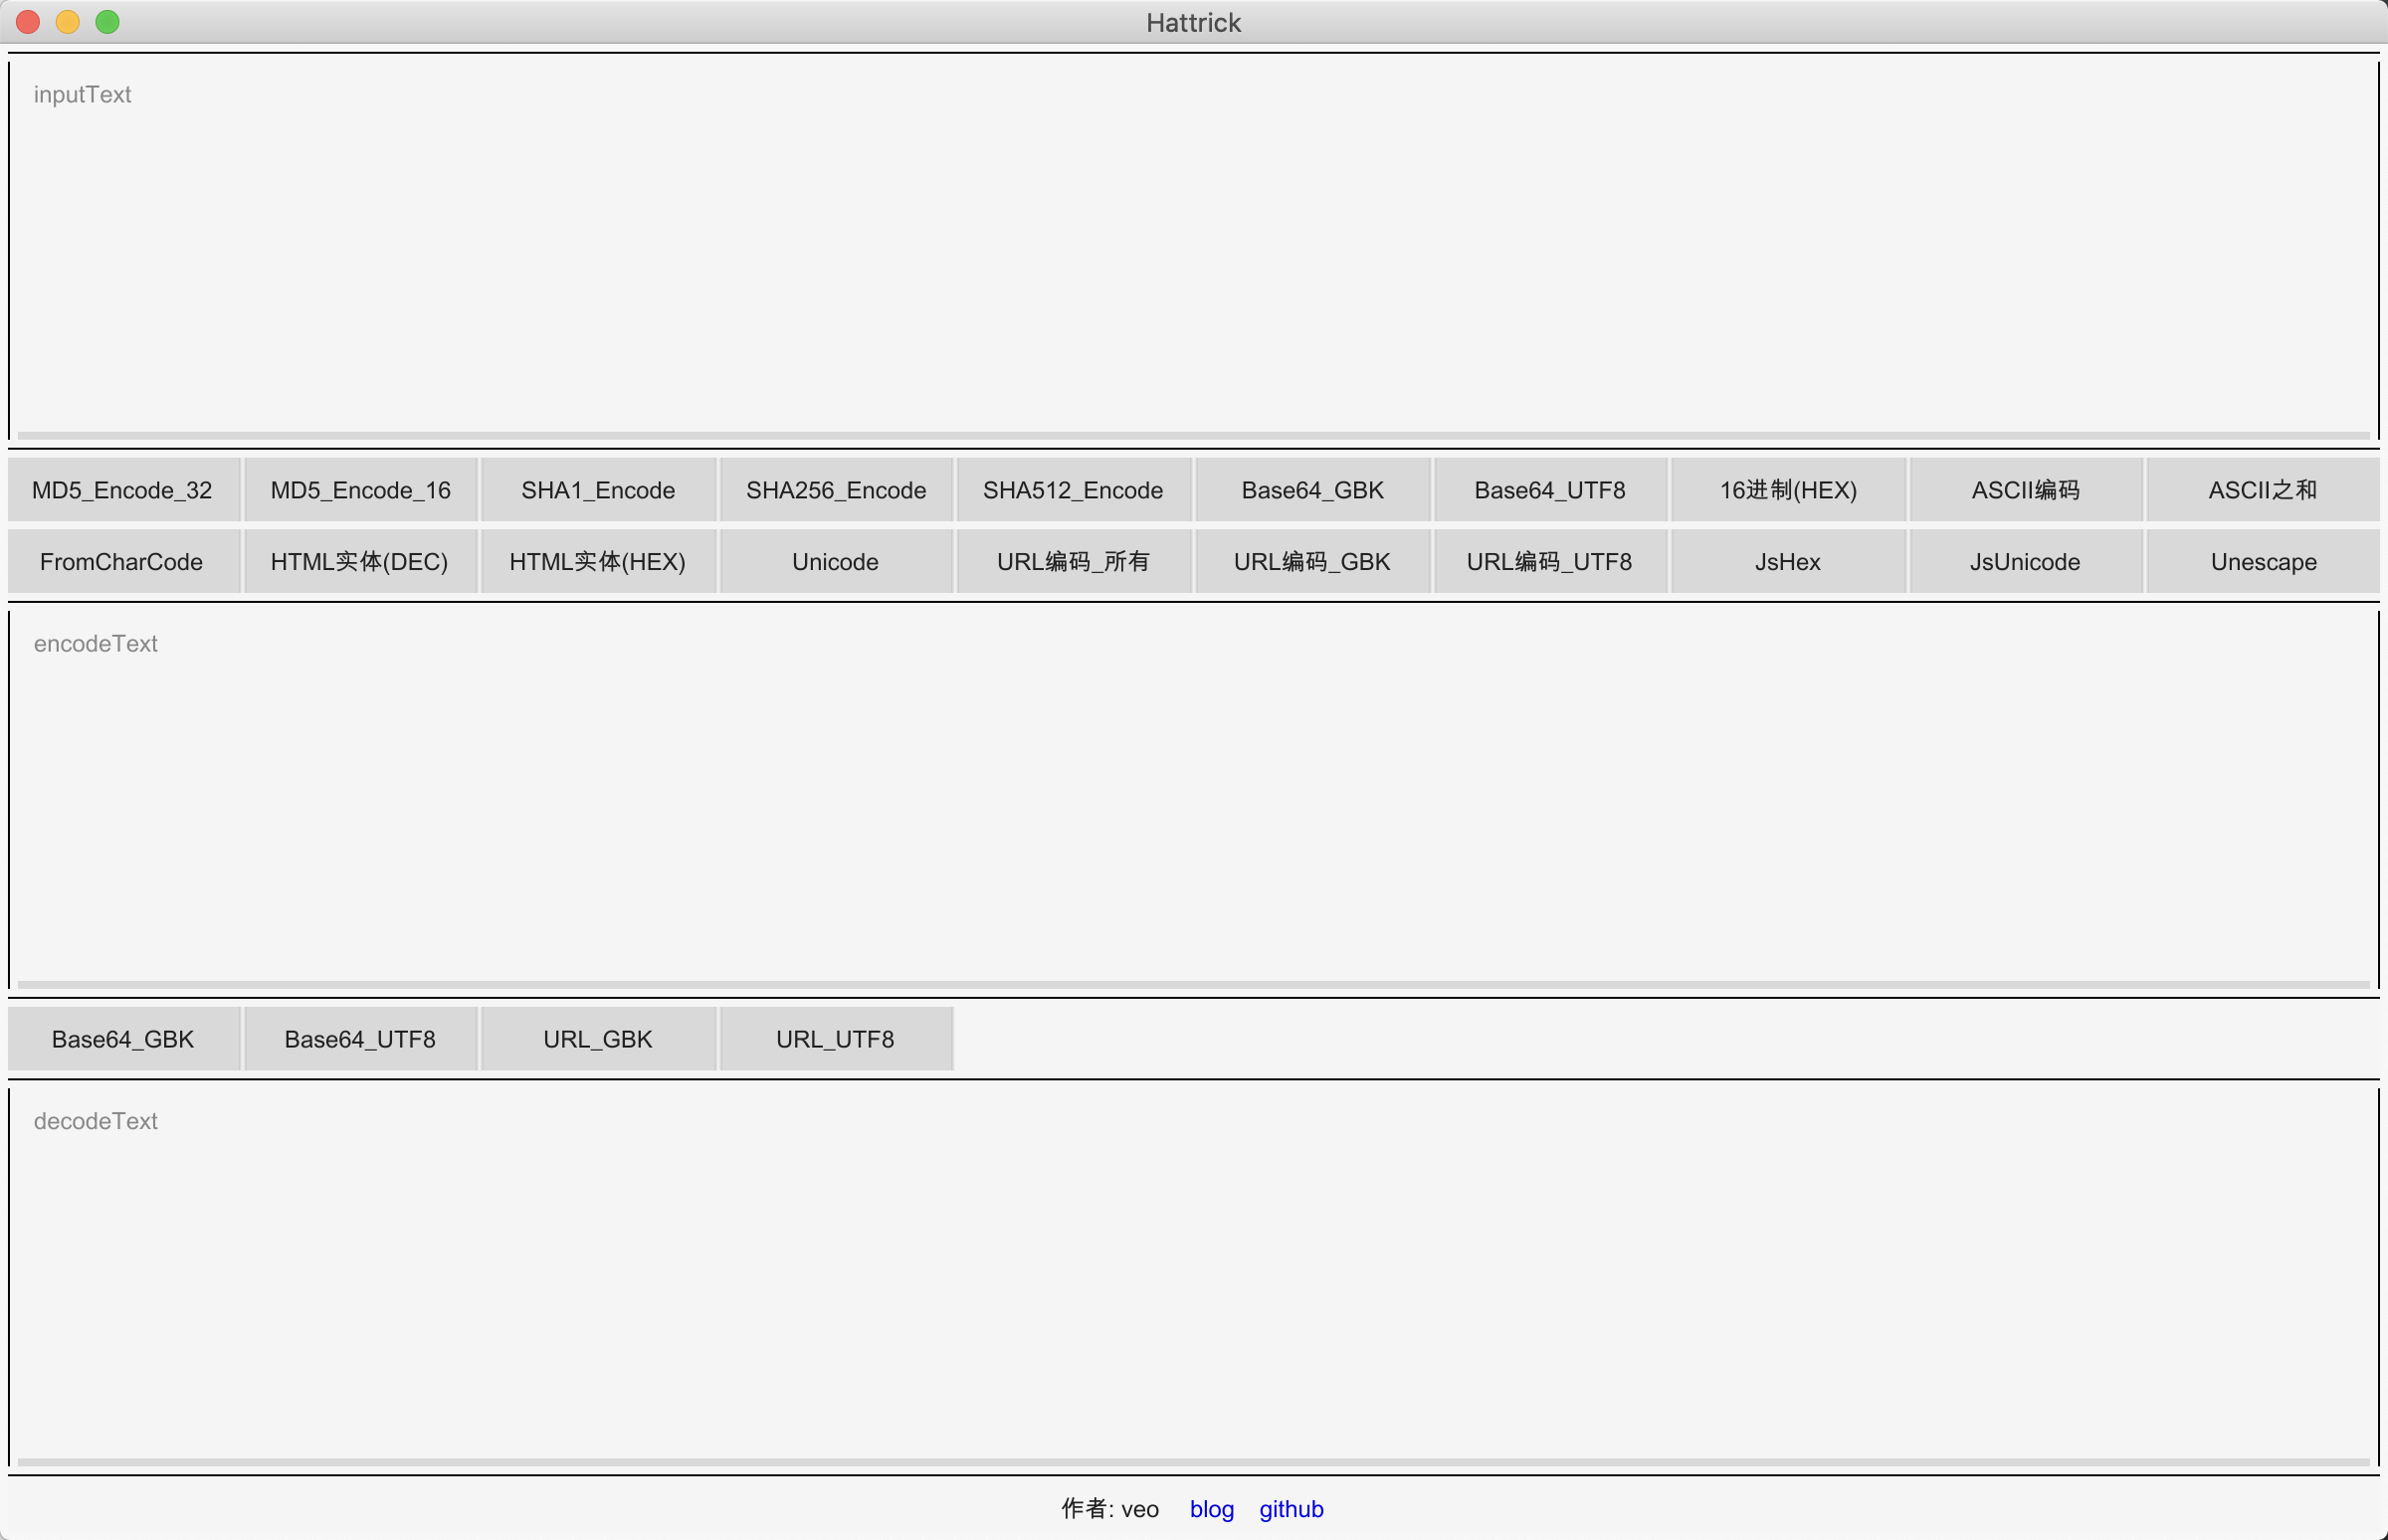 Hattrick
inputText
MD5_Encode_32 MD5_Encode_16 SHA1_Encode SHA256_Encode SHA512_Encode Base64_GBK Base64_UTF8 16进制(HEX) ASCII编码 ASCII之和
FromCharCode HTML实体(DEC) HTML实体(HEX) Unicode URL编码_所有 URL编码_GBK URL编码_UTF8 JsHex JsUnicode Unescape
encodeText
Base64_GBK Base64_UTF8 URL_GBK URL_UTF8
decodeText
作者: veo blog github